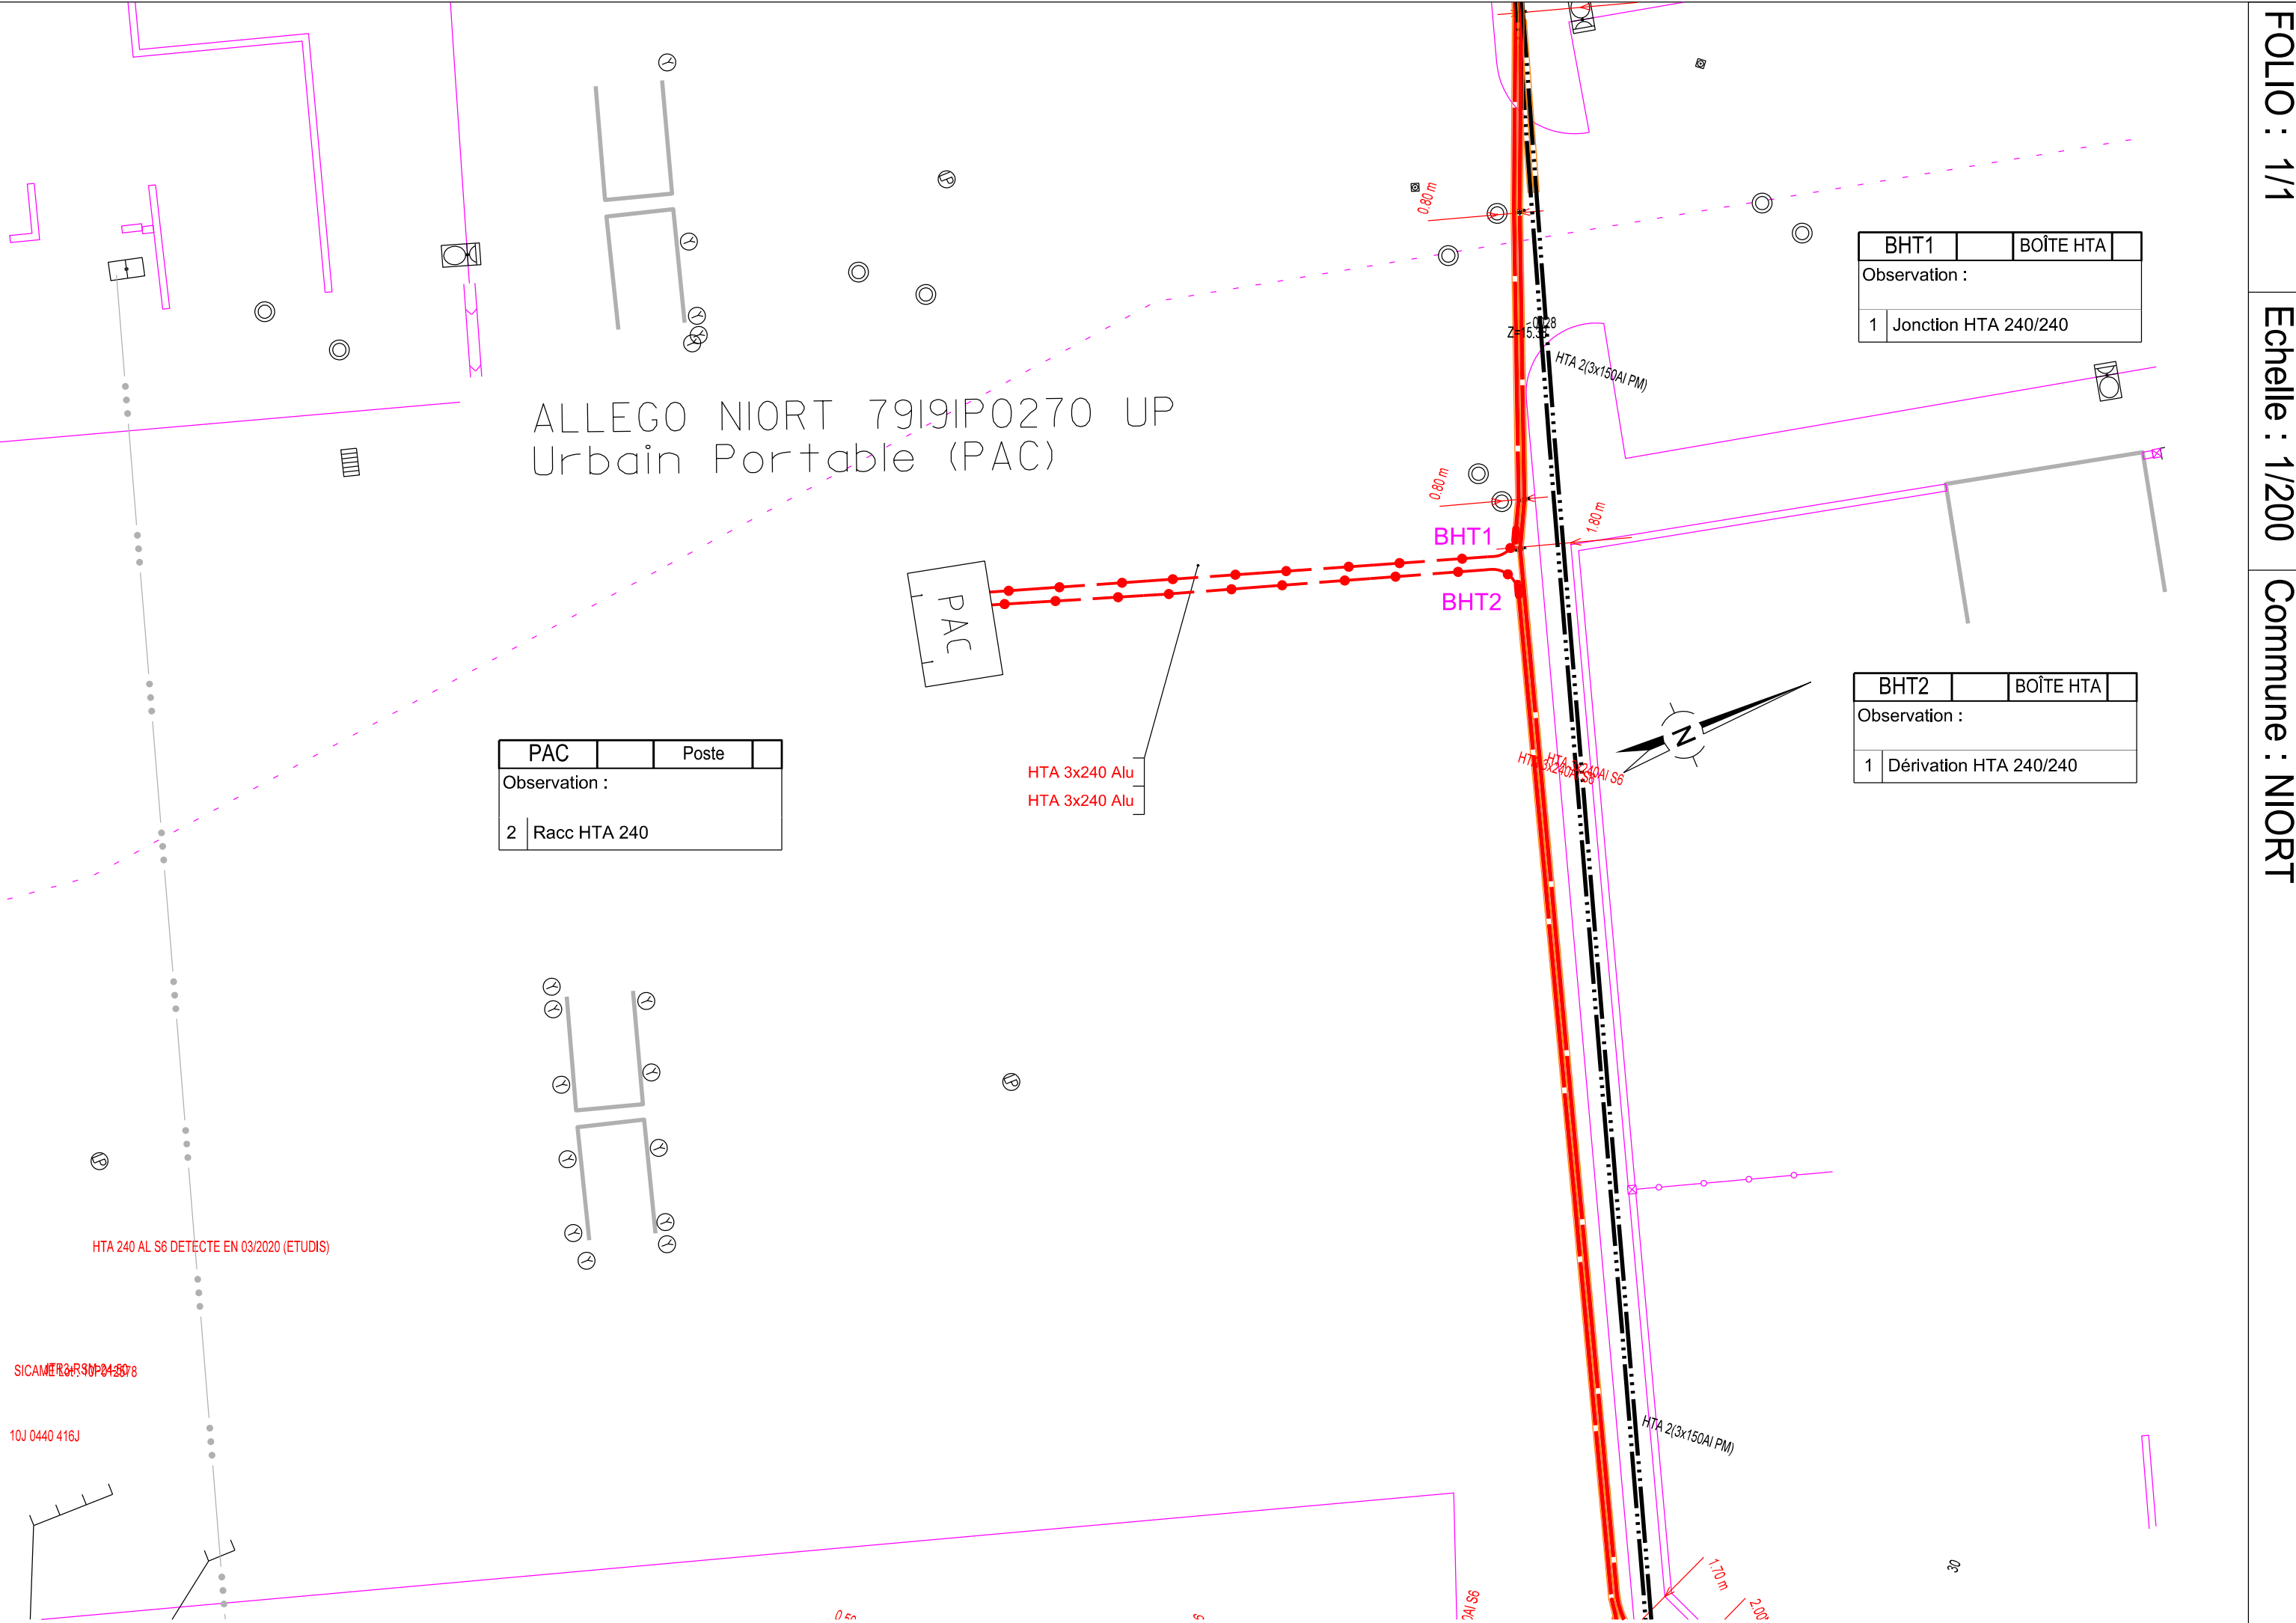 FOLIO : 1/1
Echelle : 1/200
Commune : NIORT
ALLEGO NIORT 79191P0270 UP
Urbain Portable (PAC)
0.80 m
HTA 2(3x150Al PM)
BHT1 BOÎTE HTA
Observation :
1 Jonction HTA 240/240
0.80 m
1.80 m
BHT1
BHT2
PAC
N
BHT2 BOÎTE HTA
Observation :
1 Dérivation HTA 240/240
PAC Poste
Observation :
2 Racc HTA 240
HTA 3x240 Alu
HTA 3x240 Alu
HTA 240 AL S6 DETECTE EN 03/2020 (ETUDIS)
10J 0440 416J
HTA 2(3x150Al PM)
1.70 m
30